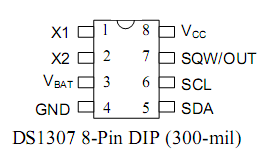 X1 1 8 VCC
X2 2 7 SQW/OUT
VBAT 3 6 SCL
GND 4 5 SDA
DS1307 8-Pin DIP (300-mil)